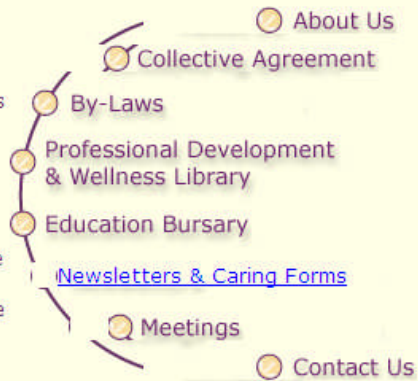 About Us
Collective Agreement
By-Laws
Professional Development
& Wellness Library
Education Bursary
Newsletters & Caring Forms
Meetings
Contact Us